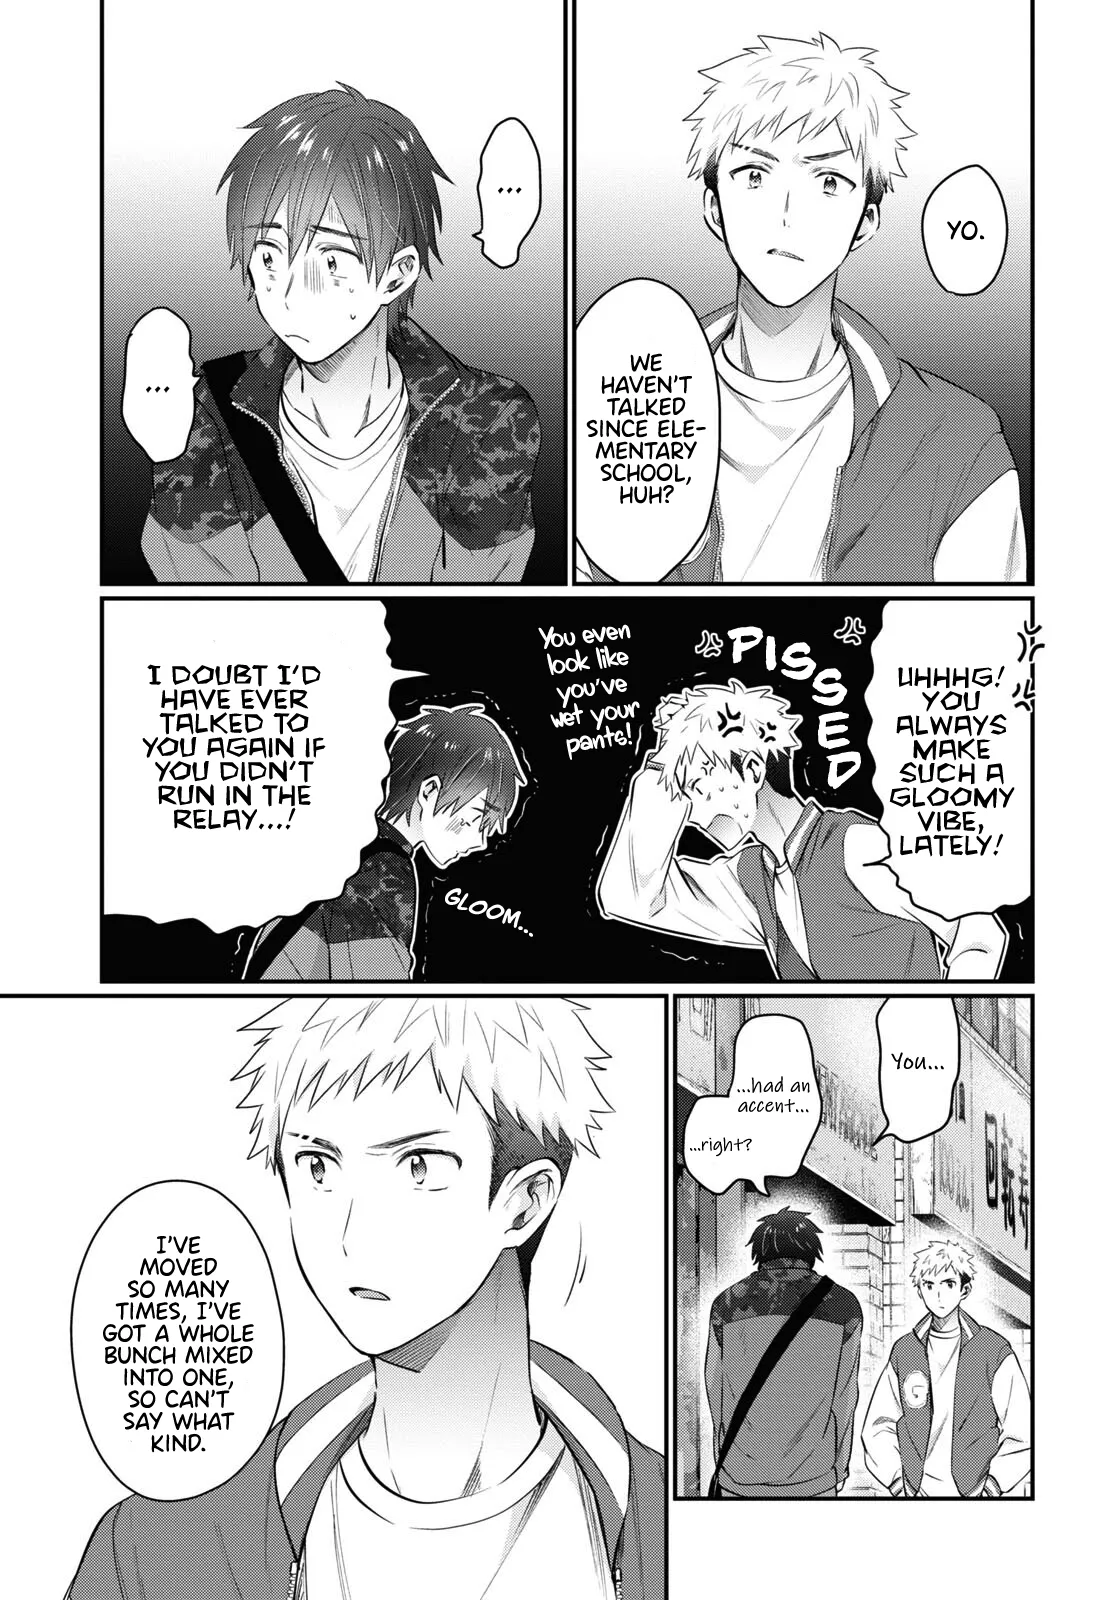 YO.
WE
HAVEN'T
TALKED
SINCE ELE-
MENTARY
SCHOOL,
HUH?
...
...
UHHHG!
YOU
ALWAYS
MAKE
SUCH A
GLOOMY
VIBE,
LATELY!
PISSED
You even
look like
you've
wet your
pants!
GLOOM...
I DOUBT I'D
HAVE EVER
TALKED TO
YOU AGAIN IF
YOU DIDN'T
RUN IN THE
RELAY...!
You...
...had an
accent...
...right?
I'VE
MOVED
SO MANY
TIMES, I'VE
GOT A WHOLE
BUNCH MIXED
INTO ONE,
SO CAN'T
SAY WHAT
KIND.